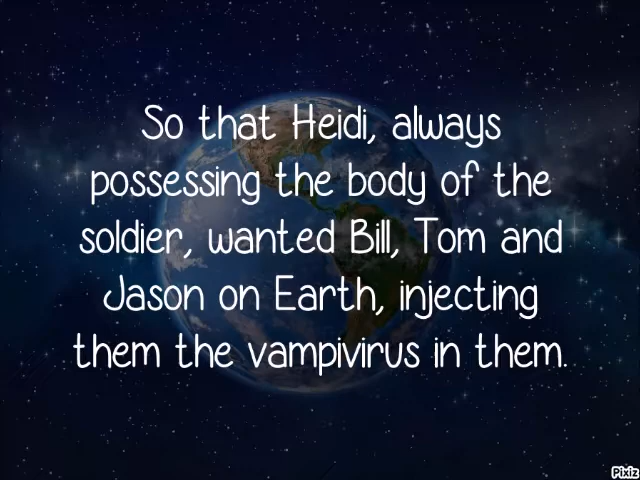 So that Heidi, always
possessing the body of the
soldier, wanted Bill, Tom and
Jason on Earth, injecting
them the vampivirus in them.
Pixiz